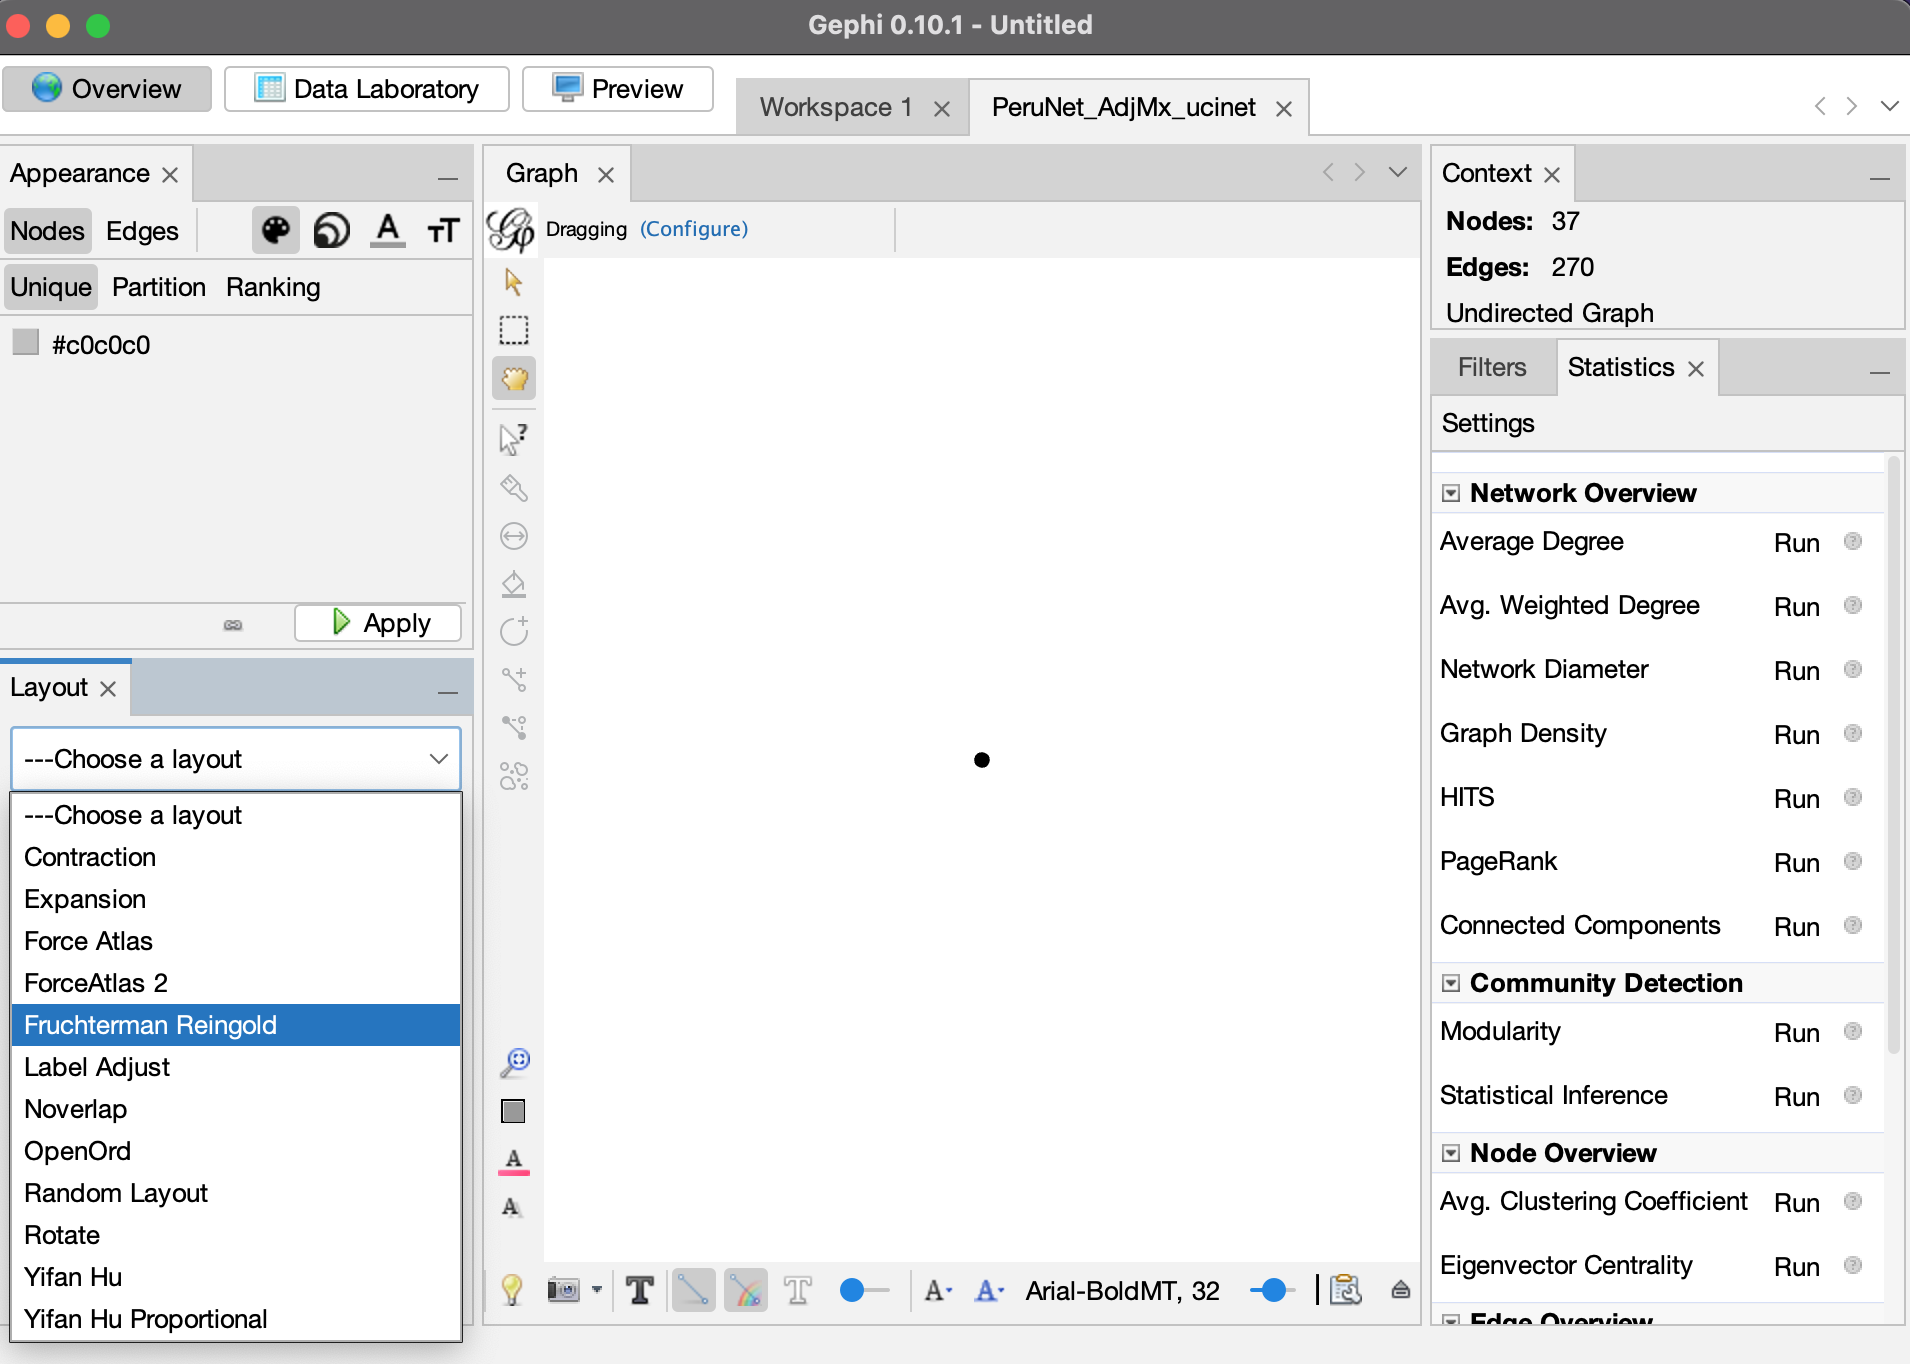 Gephi 0.10.1 - Untitled
Overview
Data Laboratory
Preview
Workspace 1
PeruNet_AdjMx_ucinet
Appearance
Nodes
Edges
Unique
Partition
Ranking
#c0c0c0
Apply
Layout
---Choose a layout
---Choose a layout
Contraction
Expansion
Force Atlas
ForceAtlas 2
Fruchterman Reingold
Label Adjust
Noverlap
OpenOrd
Random Layout
Rotate
Yifan Hu
Yifan Hu Proportional
Graph
Dragging (Configure)
Arial-BoldMT, 32
Context
Nodes: 37
Edges: 270
Undirected Graph
Filters
Statistics
Settings
Network Overview
Average Degree Run
Avg. Weighted Degree Run
Network Diameter Run
Graph Density Run
HITS Run
PageRank Run
Connected Components Run
Community Detection
Modularity Run
Statistical Inference Run
Node Overview
Avg. Clustering Coefficient Run
Eigenvector Centrality Run
Edge Overview